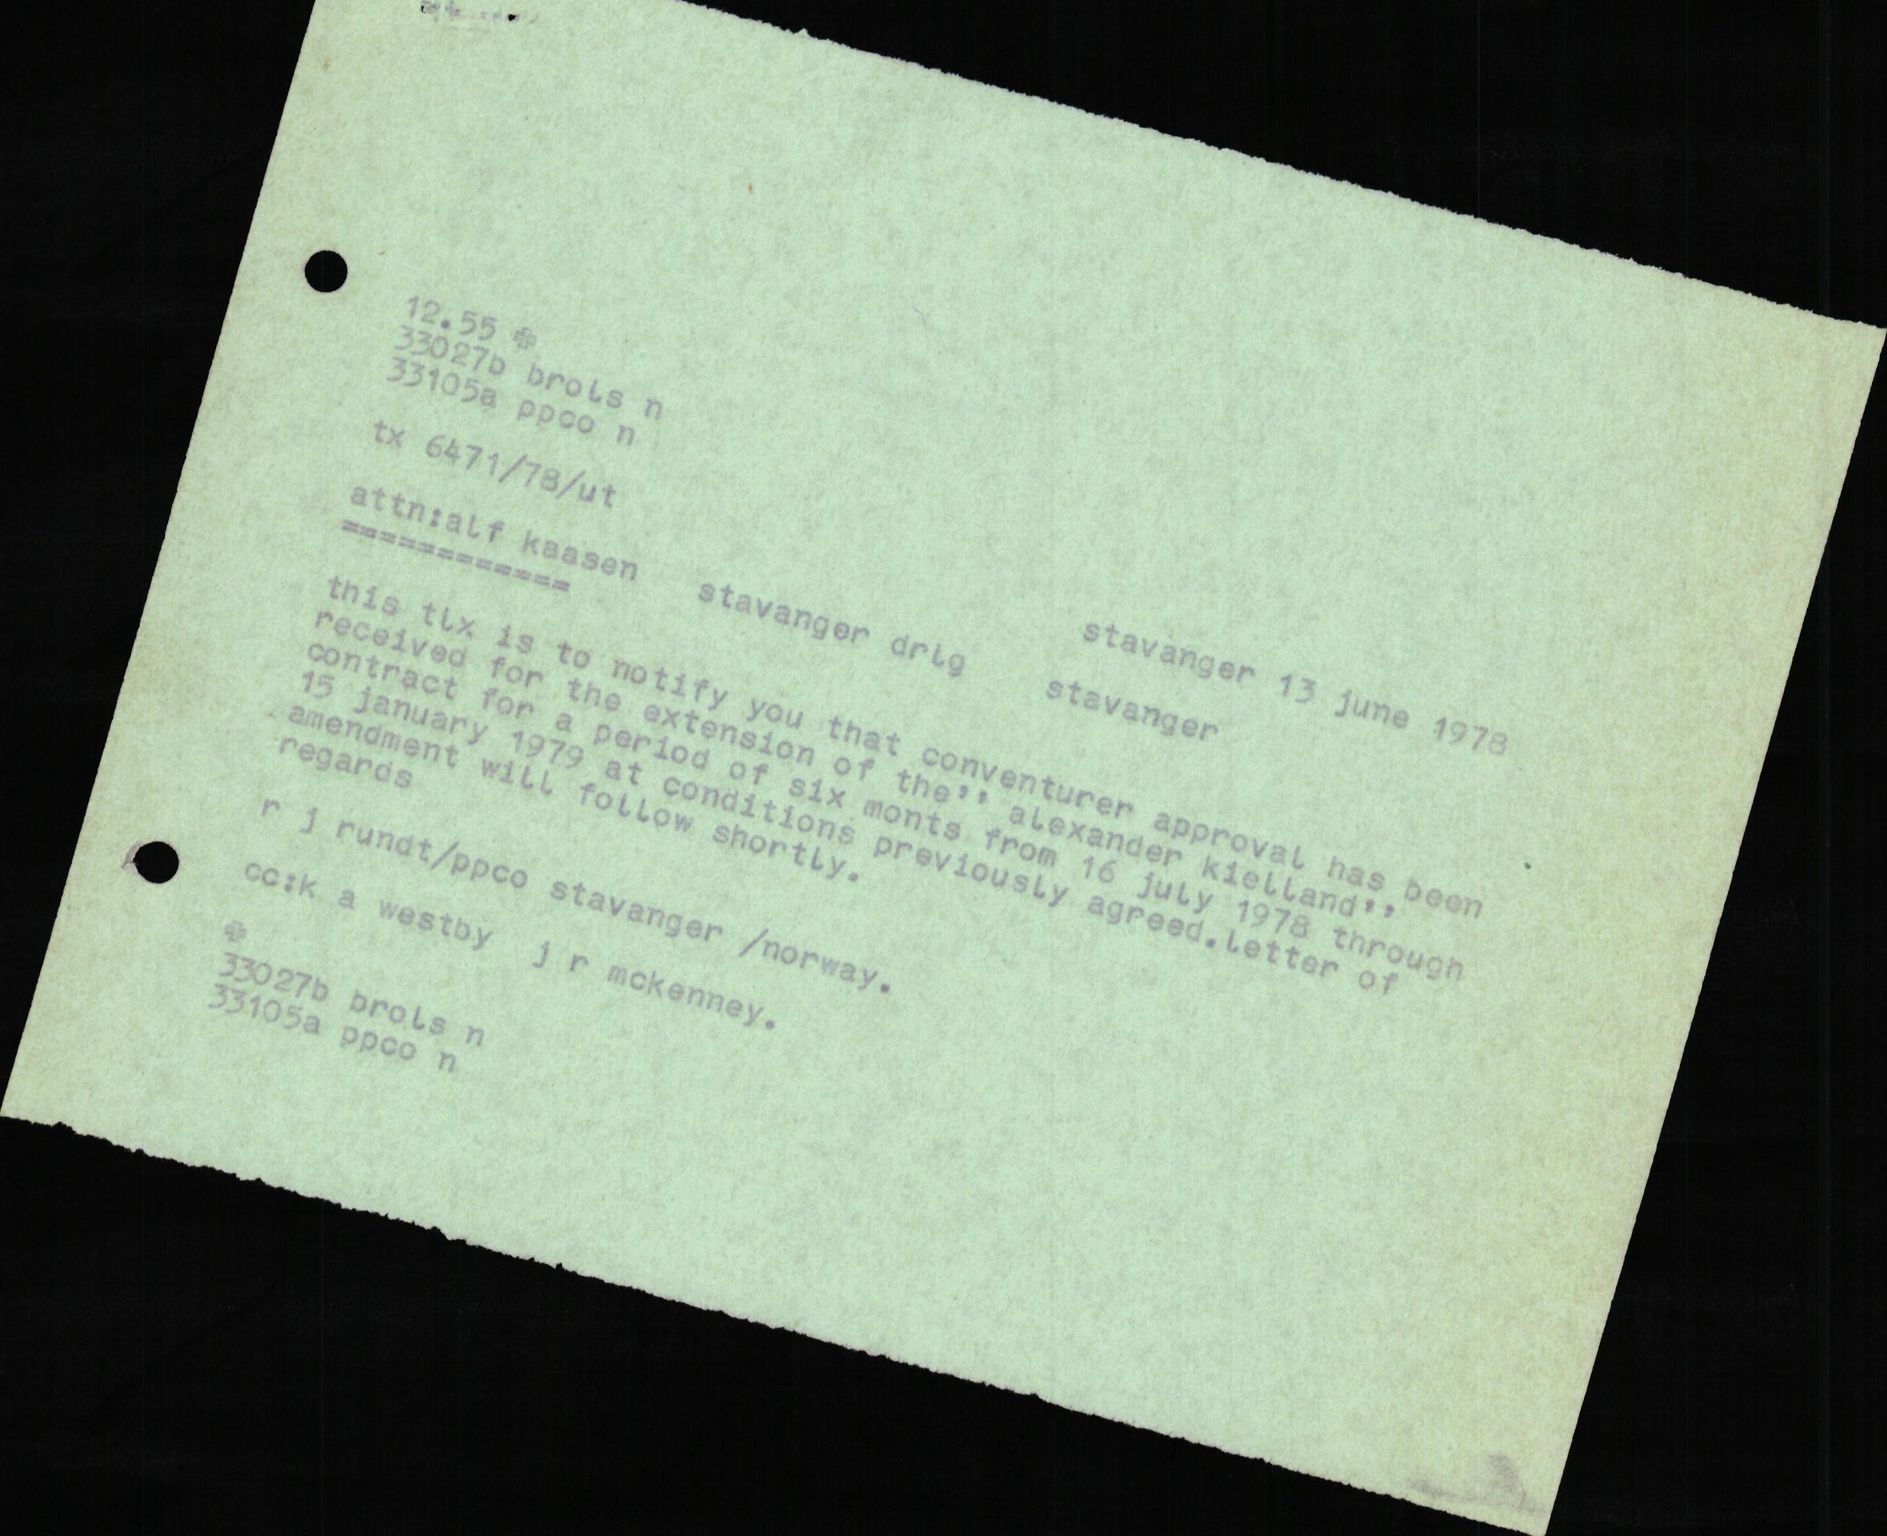 12.55 ✠
33027b brols n
33105a ppco n
tx 6471/78/ut stavanger 13 june 1978
attn:alf kaasen stavanger drlg stavanger
=============
this tlx is to notify you that conventurer approval has been
received for the extension of the'' alexander kielland''
contract for a period of six monts from 16 july 1978 through
15 january 1979 at conditions previously agreed.letter of
amendment will follow shortly.
regards
r j rundt/ppco stavanger /norway.
cc:k a westby j r mckenney.
✠
33027b brols n
33105a ppco n